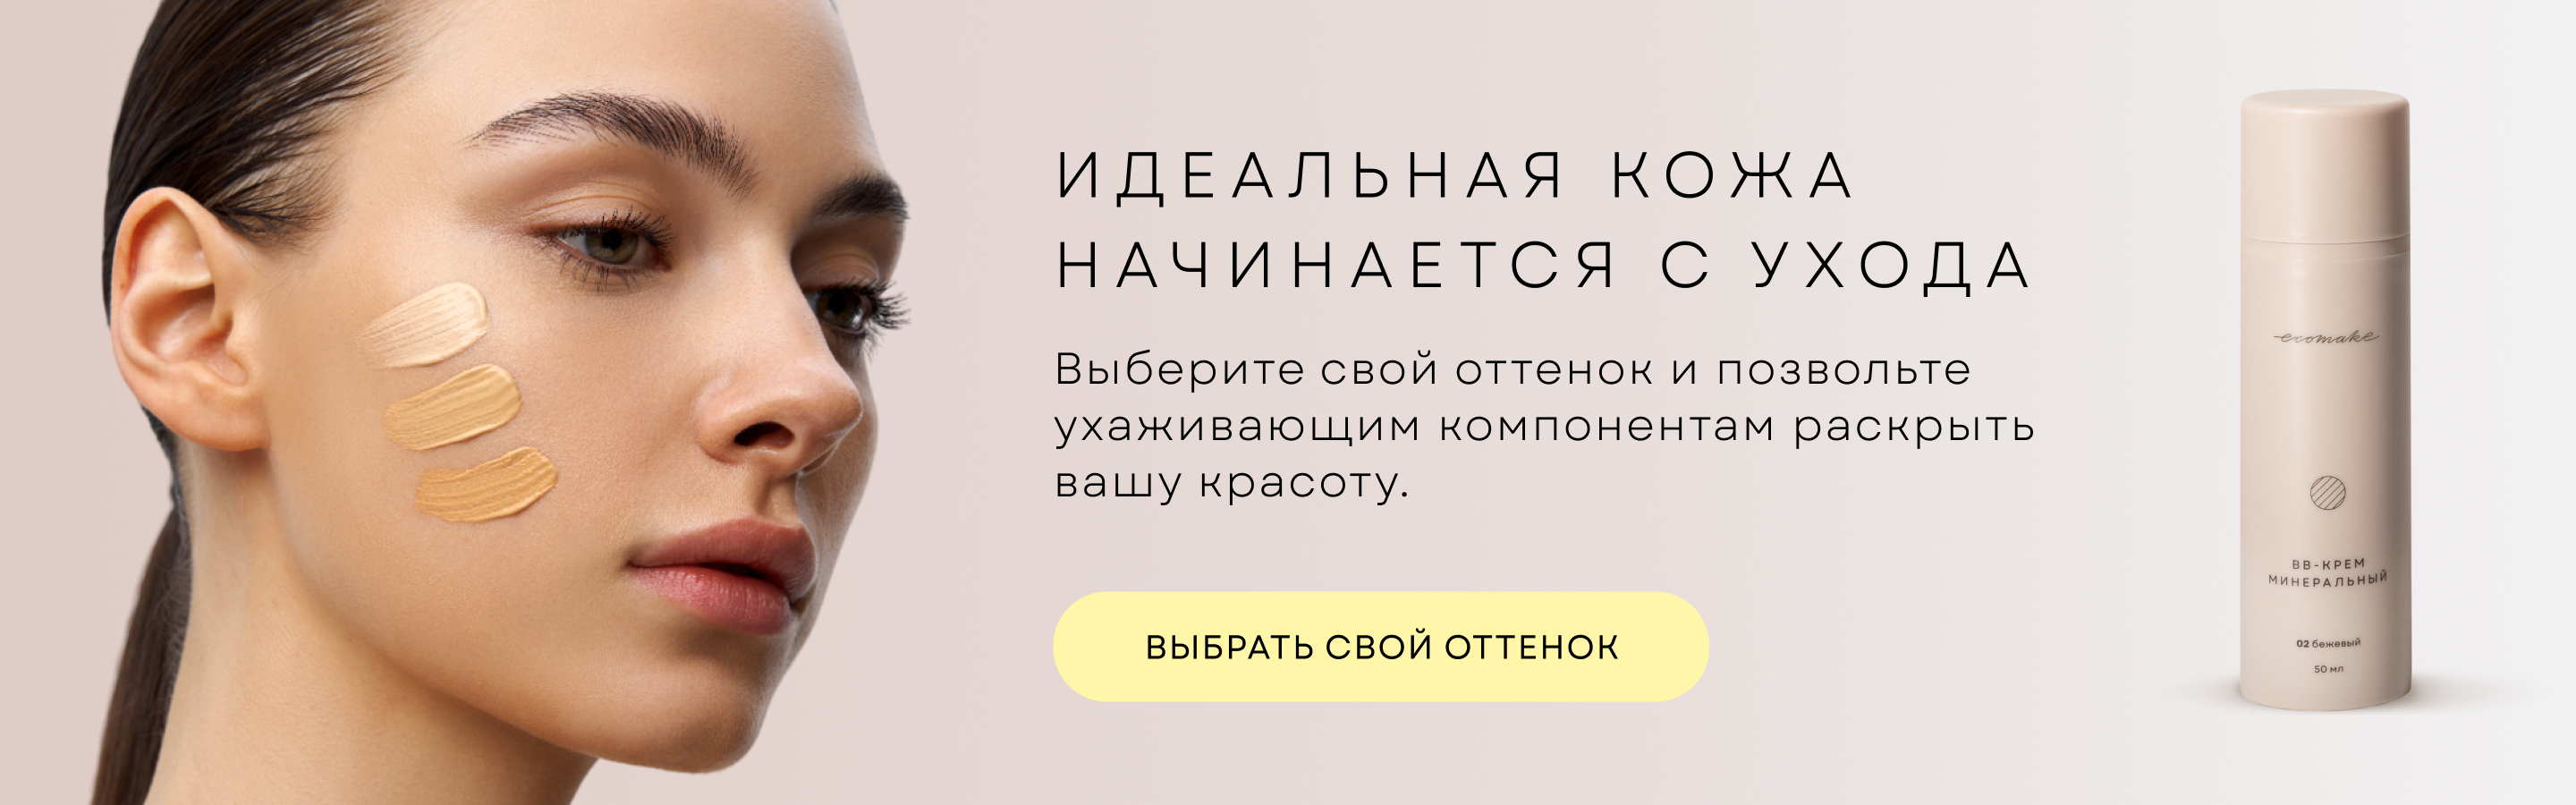 ИДЕАЛЬНАЯ КОЖА
НАЧИНАЕТСЯ С УХОДА
Выберите свой оттенок и позвольте
ухаживающим компонентам раскрыть
вашу красоту.
ВЫБРАТЬ СВОЙ ОТТЕНОК
ecomake
BB-КРЕМ
МИНЕРАЛЬНЫЙ
02 бежевый
50 мл